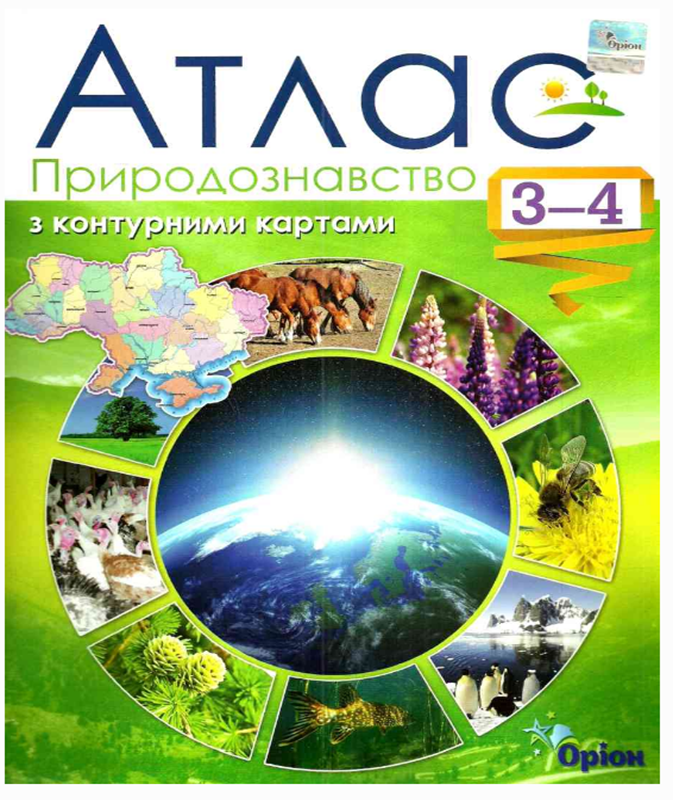 Атлас
Оріон
Природознавство
3–4
з контурними картами
Оріон